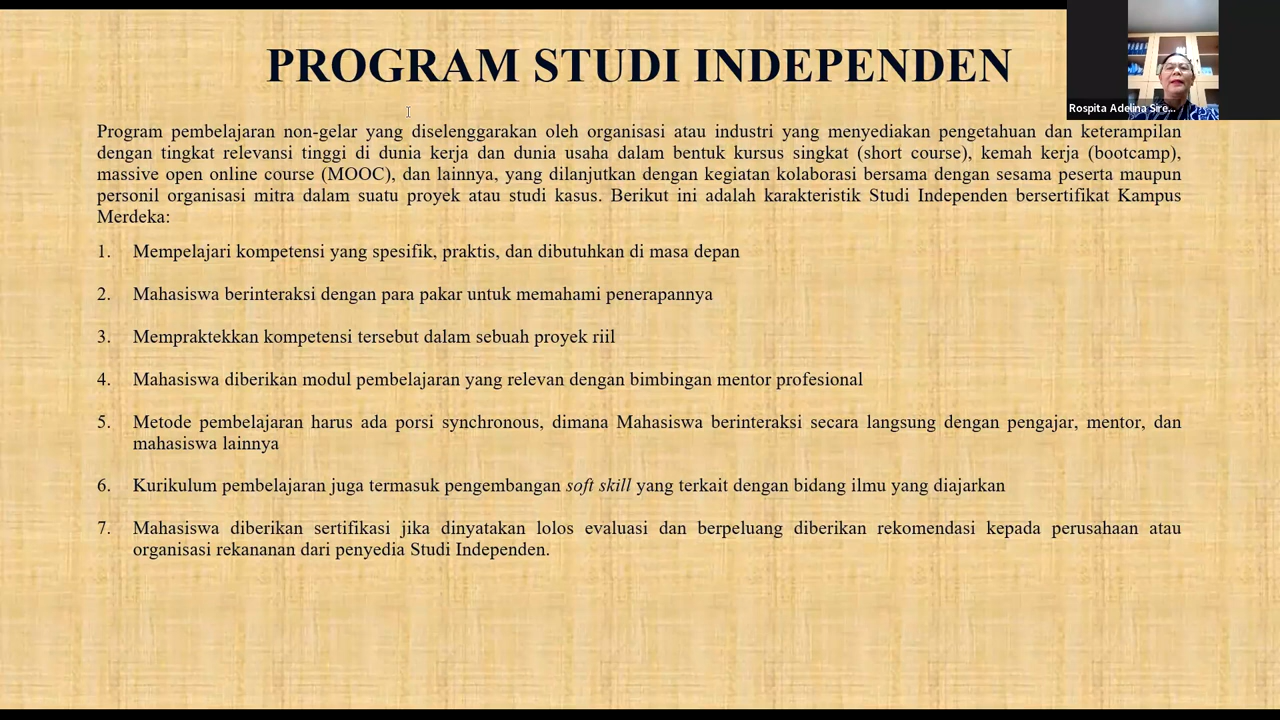 PROGRAM STUDI INDEPENDEN
Rospita Adelina Sire...
Program pembelajaran non-gelar yang diselenggarakan oleh organisasi atau industri yang menyediakan pengetahuan dan keterampilan
dengan tingkat relevansi tinggi di dunia kerja dan dunia usaha dalam bentuk kursus singkat (short course), kemah kerja (bootcamp),
massive open online course (MOOC), dan lainnya, yang dilanjutkan dengan kegiatan kolaborasi bersama dengan sesama peserta maupun
personil organisasi mitra dalam suatu proyek atau studi kasus. Berikut ini adalah karakteristik Studi Independen bersertifikat Kampus
Merdeka:
1. Mempelajari kompetensi yang spesifik, praktis, dan dibutuhkan di masa depan
2. Mahasiswa berinteraksi dengan para pakar untuk memahami penerapannya
3. Mempraktekkan kompetensi tersebut dalam sebuah proyek riil
4. Mahasiswa diberikan modul pembelajaran yang relevan dengan bimbingan mentor profesional
5. Metode pembelajaran harus ada porsi synchronous, dimana Mahasiswa berinteraksi secara langsung dengan pengajar, mentor, dan
mahasiswa lainnya
6. Kurikulum pembelajaran juga termasuk pengembangan soft skill yang terkait dengan bidang ilmu yang diajarkan
7. Mahasiswa diberikan sertifikasi jika dinyatakan lolos evaluasi dan berpeluang diberikan rekomendasi kepada perusahaan atau
organisasi rekananan dari penyedia Studi Independen.